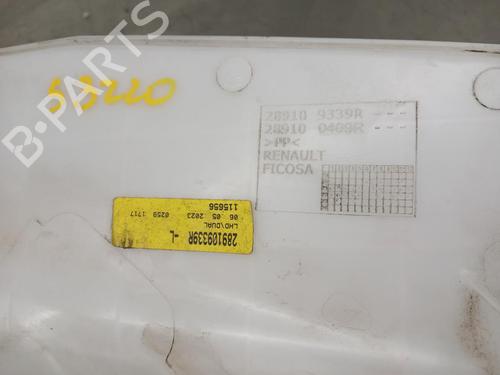 B-PARTS
28910 9339R ---
28910 0409R ---
>PP<
RENAULT
FICOSA
289109339R -L
LHD/DUAL
06 05 2023 0259 1717
115656